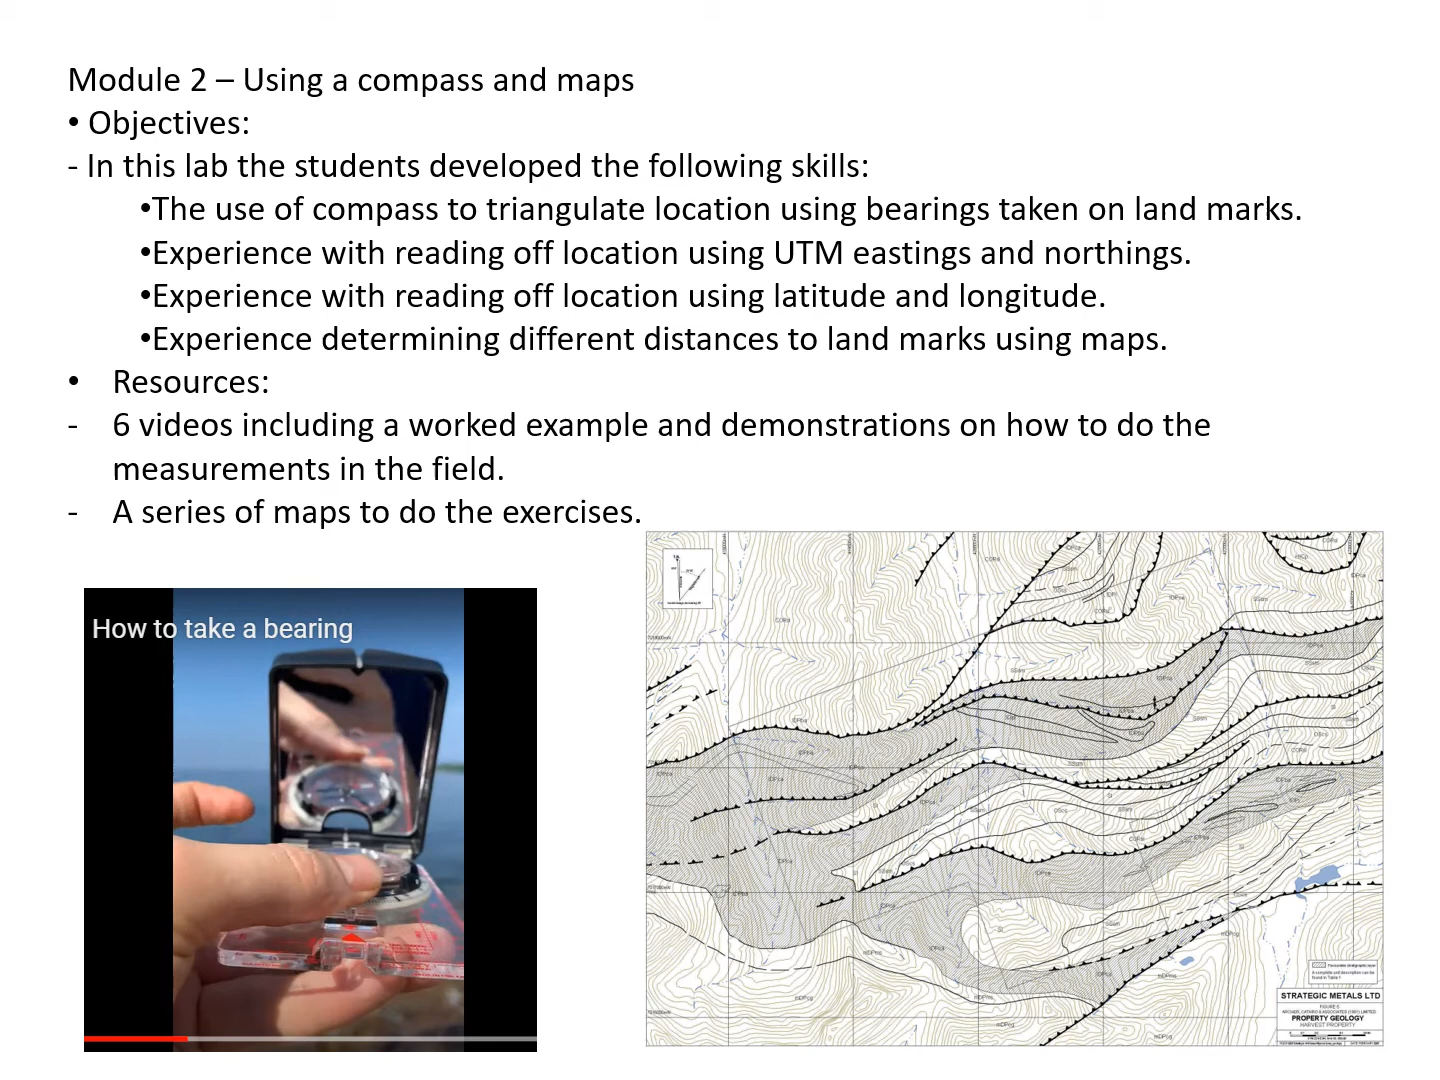 Module 2 – Using a compass and maps
• Objectives:
- In this lab the students developed the following skills:
•The use of compass to triangulate location using bearings taken on land marks.
•Experience with reading off location using UTM eastings and northings.
•Experience with reading off location using latitude and longitude.
•Experience determining different distances to land marks using maps.
• Resources:
- 6 videos including a worked example and demonstrations on how to do the
measurements in the field.
- A series of maps to do the exercises.
How to take a bearing
STRATEGIC METALS LTD
PROPERTY GEOLOGY
HARVEST PROPERTY